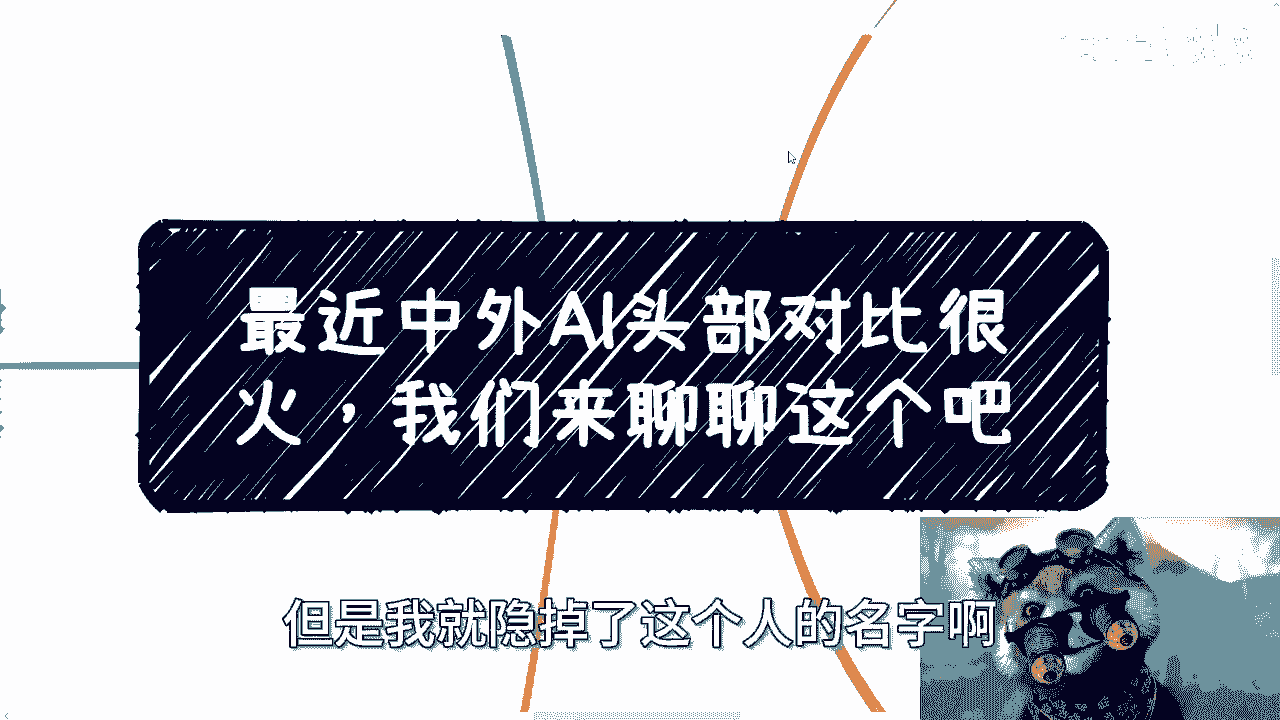 最近中外AI头部对比很
火，我们来聊聊这个吧
但是我就隐掉了这个人的名字啊